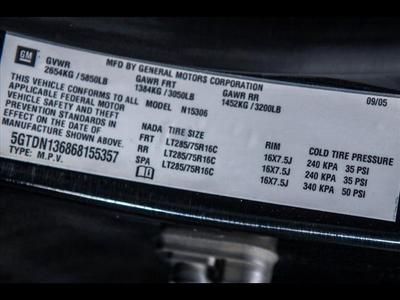 GM
MFD BY GENERAL MOTORS CORPORATION
GVWR GAWR FRT GAWR RR
2654KG/5850LB 1384KG/3050LB 1452KG/3200LB
THIS VEHICLE CONFORMS TO ALL MODEL N15306 09/05
APPLICABLE FEDERAL MOTOR
VEHICLE SAFETY AND THEFT
PREVENTION STANDARDS IN
EFFECT ON THE DATE OF
MANUFACTURE SHOWN ABOVE.
5GTDN136868155357
TYPE: M.P.V.
NADA TIRE SIZE RIM COLD TIRE PRESSURE
FRT LT285/75R16C 16X7.5J 240 KPA 35 PSI
RR LT285/75R16C 16X7.5J 240 KPA 35 PSI
SPA LT285/75R16C 16X7.5J 340 KPA 50 PSI